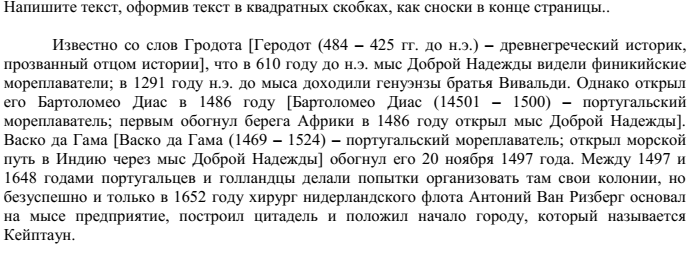 Напишите текст, оформив текст в квадратных скобках, как сноски в конце страницы..
Известно со слов Гродота [Геродот (484 – 425 гг. до н.э.) – древнегреческий историк,
прозванный отцом истории], что в 610 году до н.э. мыс Доброй Надежды видели финикийские
мореплаватели; в 1291 году н.э. до мыса доходили генуэнзы братья Вивальди. Однако открыл
его Бартоломео Диас в 1486 году [Бартоломео Диас (14501 – 1500) – португальский
мореплаватель; первым обогнул берега Африки в 1486 году открыл мыс Доброй Надежды].
Васко да Гама [Васко да Гама (1469 – 1524) – португальский мореплаватель; открыл морской
путь в Индию через мыс Доброй Надежды] обогнул его 20 ноября 1497 года. Между 1497 и
1648 годами португальцев и голландцы делали попытки организовать там свои колонии, но
безуспешно и только в 1652 году хирург нидерландского флота Антоний Ван Ризберг основал
на мысе предприятие, построил цитадель и положил начало городу, который называется
Кейптаун.